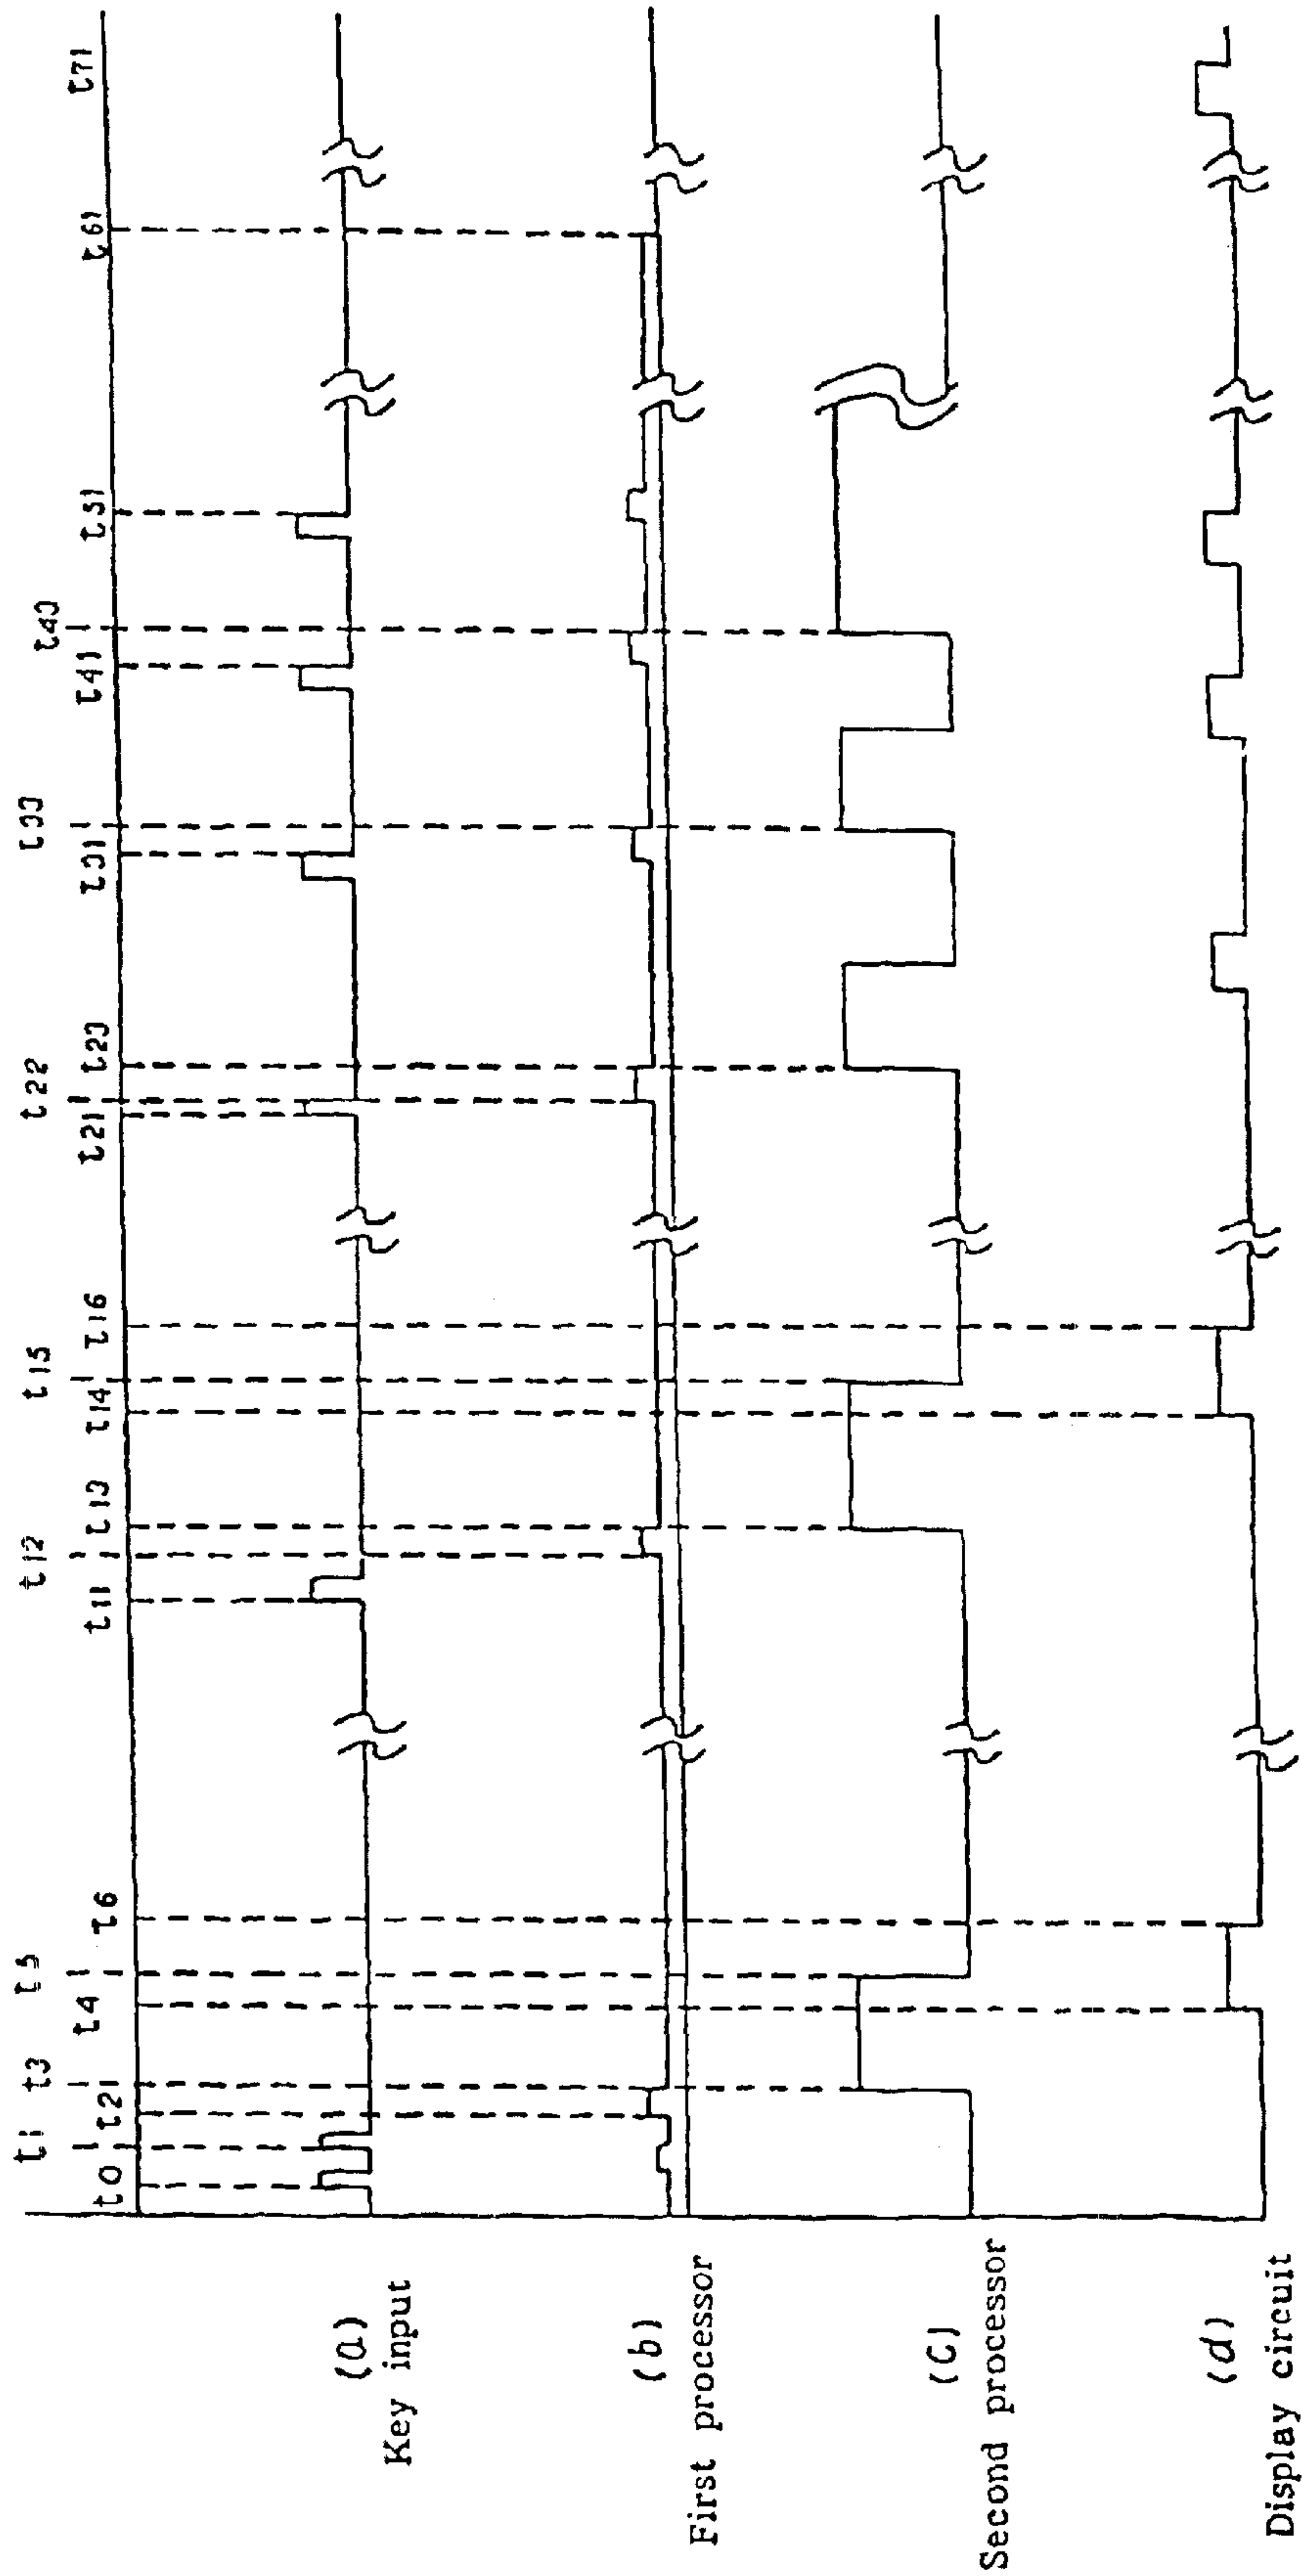 t1 t3 t5 t12 t15 t22 t33 t43
t0 t2 t4 t6 t11 t13 t14 t16 t21 t23 t31 t41 t51 t61 t71
(a)
Key input
(b)
First processor
(C)
Second processor
(d)
Display circuit